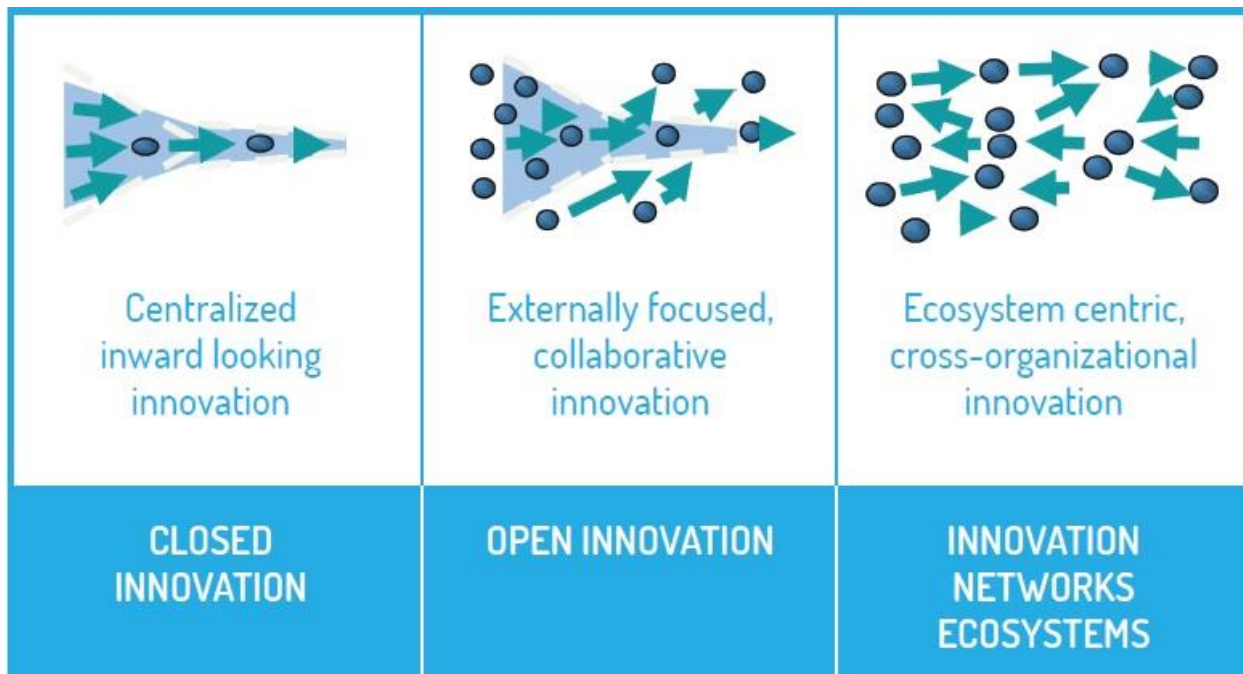 Centralized
inward looking
innovation
Externally focused,
collaborative
innovation
Ecosystem centric,
cross-organizational
innovation
CLOSED
INNOVATION
OPEN INNOVATION
INNOVATION
NETWORKS
ECOSYSTEMS